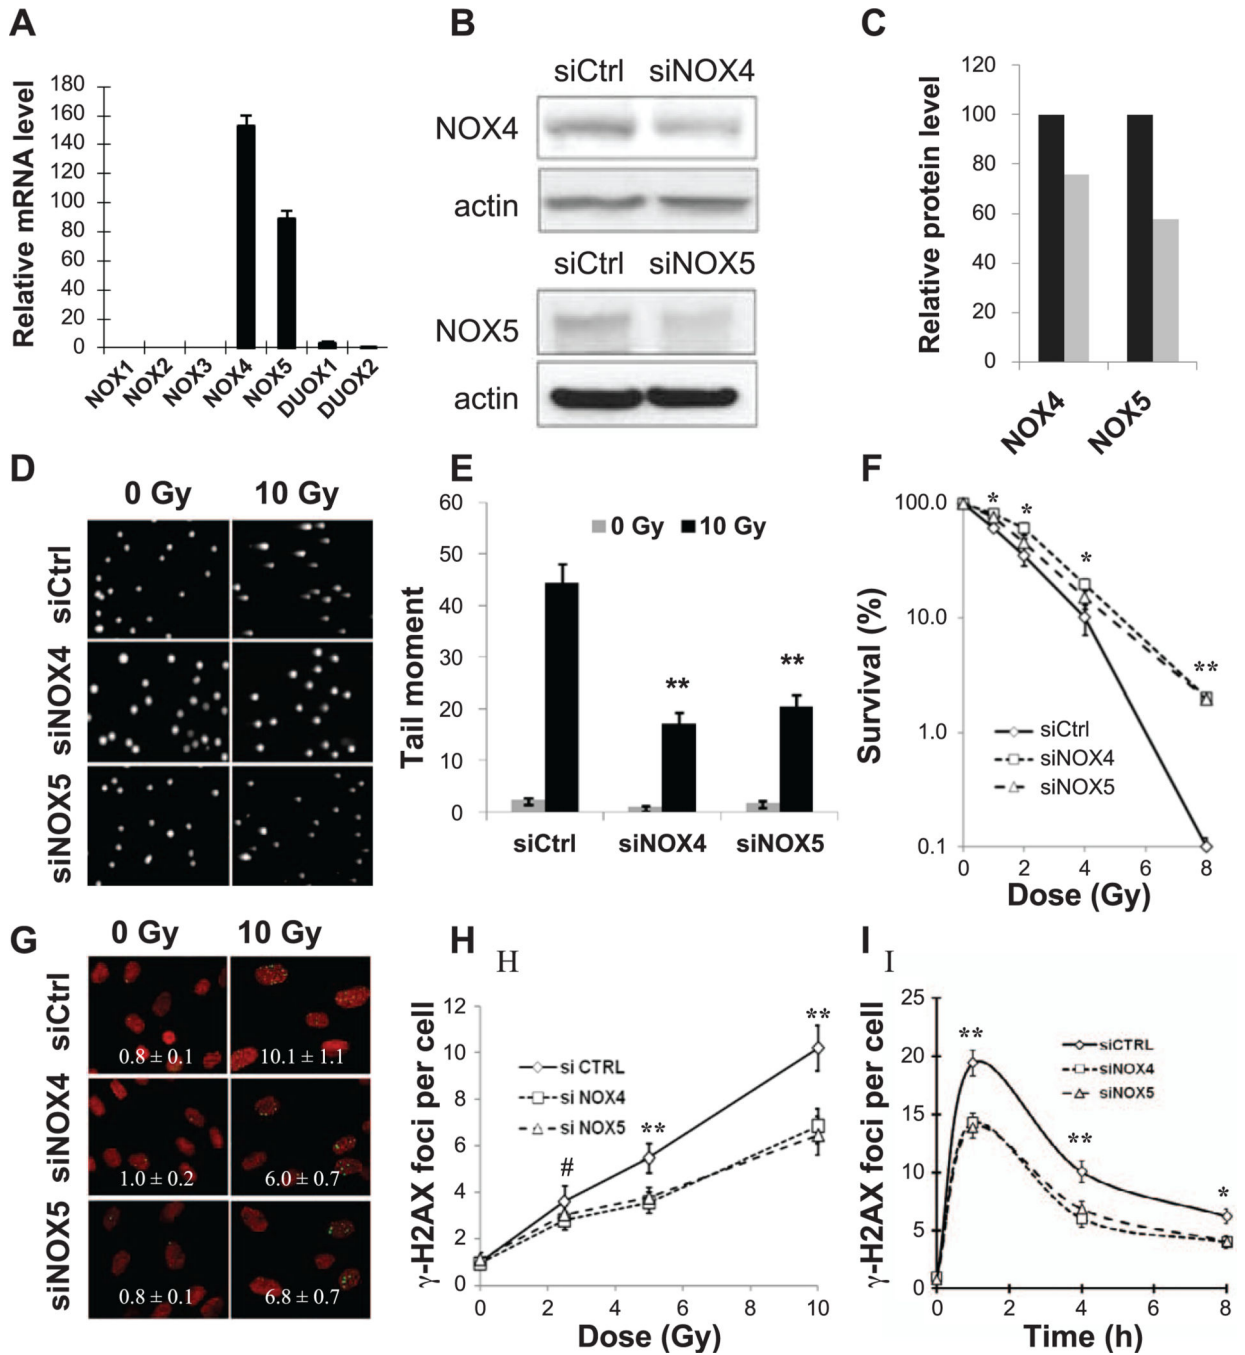 A
Relative mRNA level
180
160
140
120
100
80
60
40
20
0
NOX1
NOX2
NOX3
NOX4
NOX5
DUOX1
DUOX2
B
siCtrl siNOX4
NOX4
actin
siCtrl siNOX5
NOX5
actin
C
Relative protein level
120
100
80
60
40
20
0
NOX4
NOX5
D
0 Gy 10 Gy
siCtrl
siNOX4
siNOX5
E
Tail moment
60
50
40
30
20
10
0
0 Gy 10 Gy
**
**
siCtrl siNOX4 siNOX5
F
Survival (%)
100.0
10.0
1.0
0.1
*
*
*
**
siCtrl
siNOX4
siNOX5
0 2 4 6 8
Dose (Gy)
G
0 Gy 10 Gy
siCtrl
0.8 ± 0.1 10.1 ± 1.1
siNOX4
1.0 ± 0.2 6.0 ± 0.7
siNOX5
0.8 ± 0.1 6.8 ± 0.7
H
H
γ-H2AX foci per cell
12
10
8
6
4
2
0
si CTRL
si NOX4
si NOX5
#
**
**
0 2 4 6 8 10
Dose (Gy)
I
I
γ-H2AX foci per cell
25
20
15
10
5
0
**
**
*
siCTRL
siNOX4
siNOX5
0 2 4 6 8
Time (h)